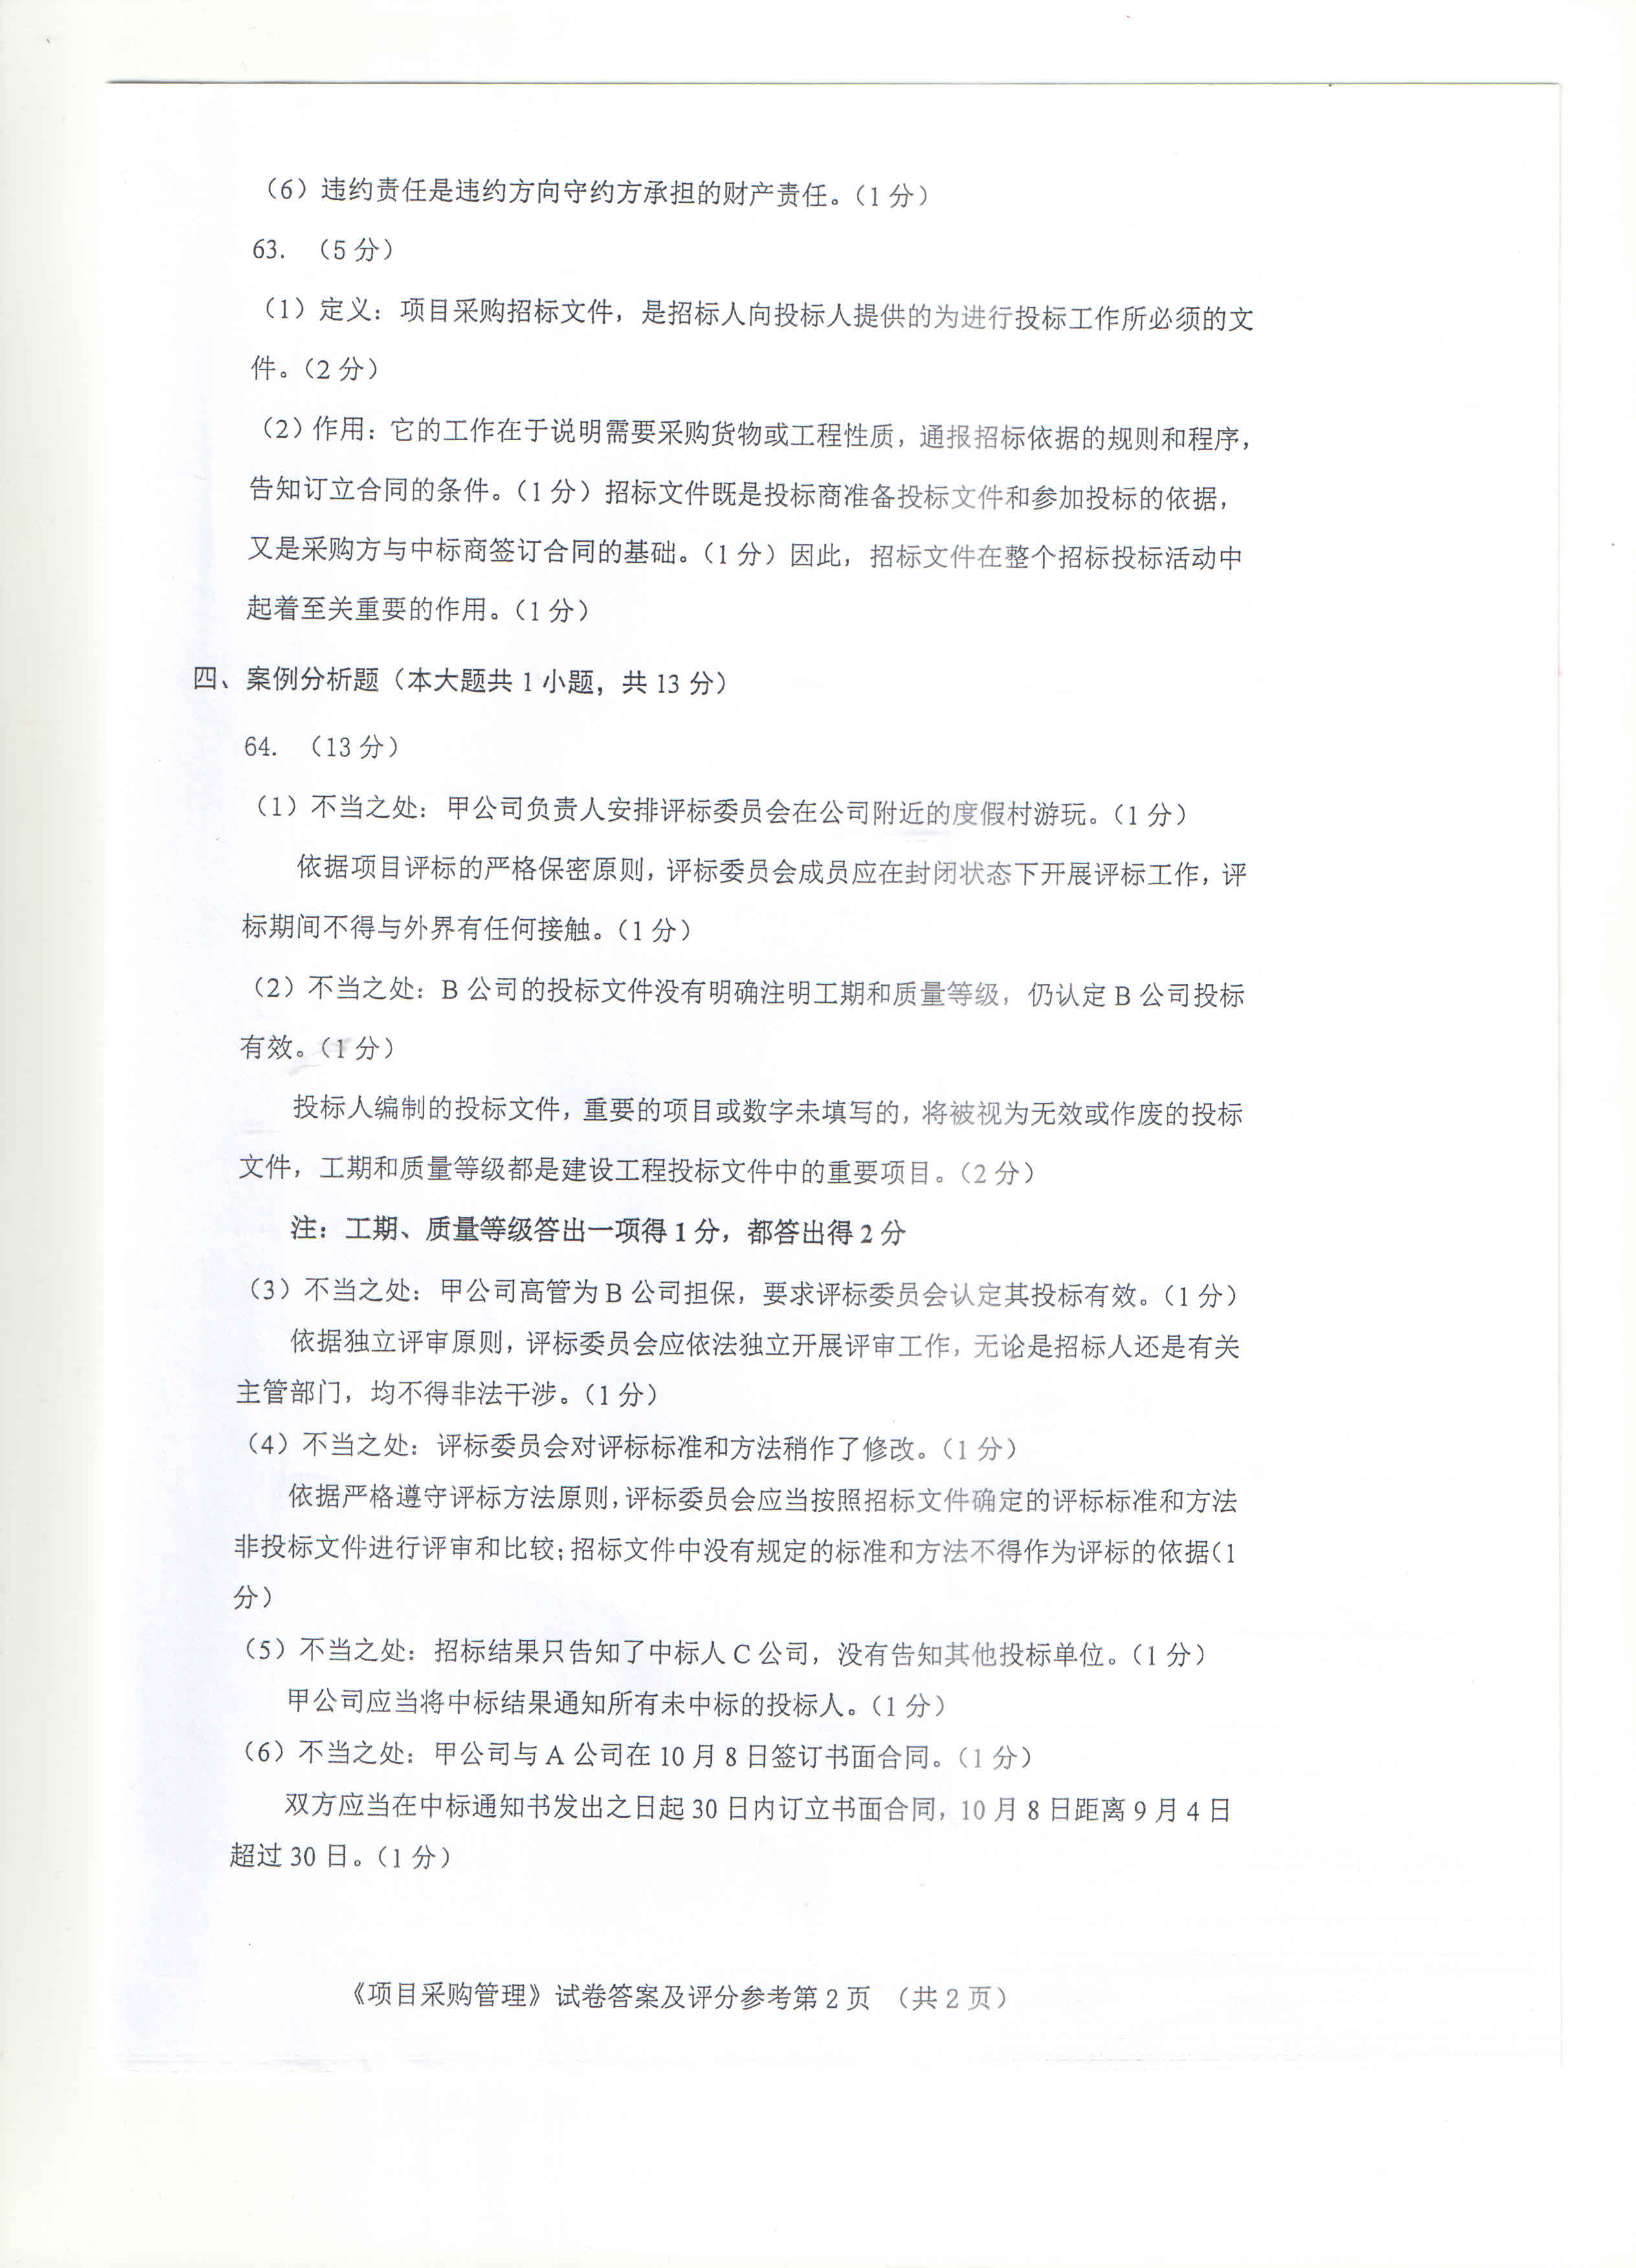 （6）违约责任是违约方向守约方承担的财产责任。（1 分）
63. （5 分）
（1）定义：项目采购招标文件，是招标人向投标人提供的为进行投标工作所必须的文
件。（2 分）
（2）作用：它的工作在于说明需要采购货物或工程性质，通报招标依据的规则和程序，
告知订立合同的条件。（1 分）招标文件既是投标商准备投标文件和参加投标的依据，
又是采购方与中标商签订合同的基础。（1 分）因此，招标文件在整个招标投标活动中
起着至关重要的作用。（1 分）
四、案例分析题（本大题共 1 小题，共 13 分）
64. （13 分）
（1）不当之处：甲公司负责人安排评标委员会在公司附近的度假村游玩。（1 分）
依据项目评标的严格保密原则，评标委员会成员应在封闭状态下开展评标工作，评
标期间不得与外界有任何接触。（1 分）
（2）不当之处：B 公司的投标文件没有明确注明工期和质量等级，仍认定 B 公司投标
有效。（1 分）
投标人编制的投标文件，重要的项目或数字未填写的，将被视为无效或作废的投标
文件，工期和质量等级都是建设工程投标文件中的重要项目。（2 分）
注：工期、质量等级答出一项得 1 分，都答出得 2 分
（3）不当之处：甲公司高管为 B 公司担保，要求评标委员会认定其投标有效。（1 分）
依据独立评审原则，评标委员会应依法独立开展评审工作，无论是招标人还是有关
主管部门，均不得非法干涉。（1 分）
（4）不当之处：评标委员会对评标标准和方法稍作了修改。（1 分）
依据严格遵守评标方法原则，评标委员会应当按照招标文件确定的评标标准和方法
非投标文件进行评审和比较；招标文件中没有规定的标准和方法不得作为评标的依据（1
分）
（5）不当之处：招标结果只告知了中标人 C 公司，没有告知其他投标单位。（1 分）
甲公司应当将中标结果通知所有未中标的投标人。（1 分）
（6）不当之处：甲公司与 A 公司在 10 月 8 日签订书面合同。（1 分）
双方应当在中标通知书发出之日起 30 日内订立书面合同，10 月 8 日距离 9 月 4 日
超过 30 日。（1 分）
《项目采购管理》试卷答案及评分参考第 2 页 （共 2 页）